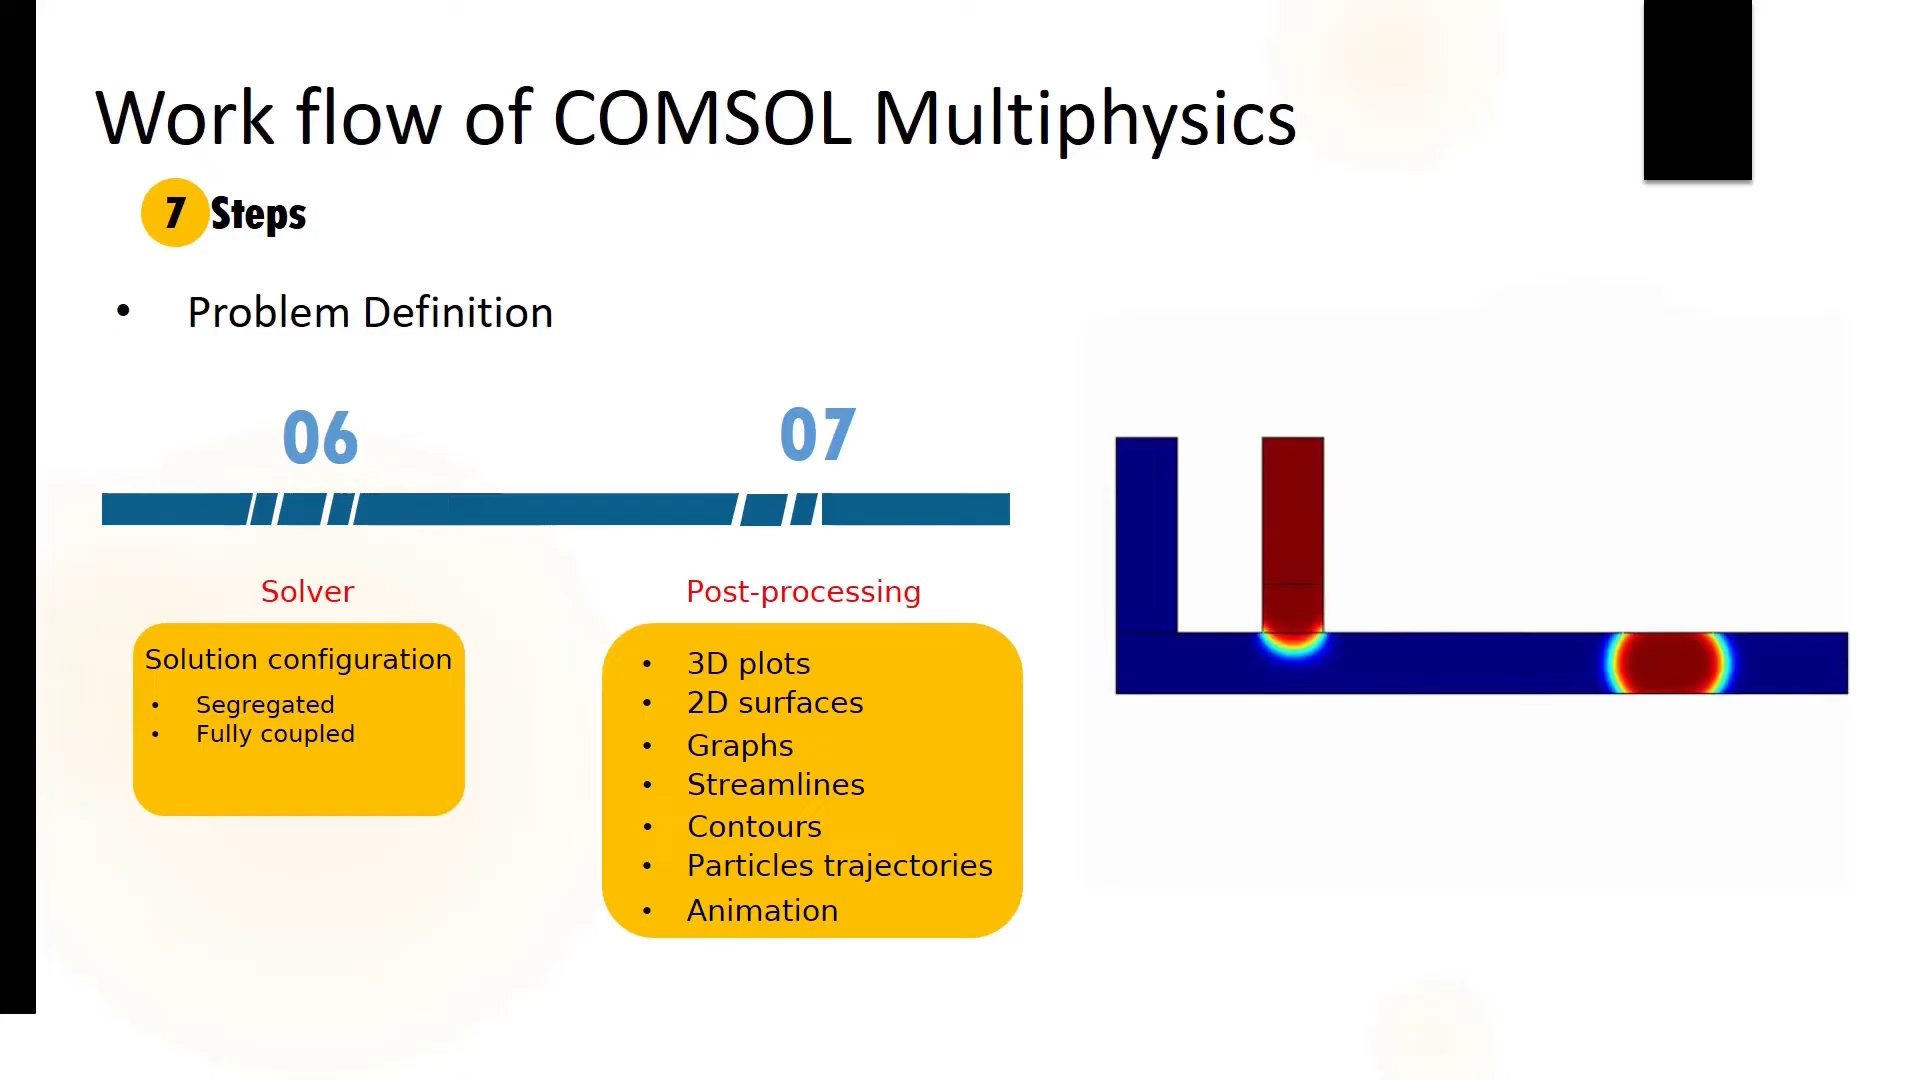 Work flow of COMSOL Multiphysics
7 Steps
• Problem Definition
06
07
Solver
Solution configuration
• Segregated
• Fully coupled
Post-processing
• 3D plots
• 2D surfaces
• Graphs
• Streamlines
• Contours
• Particles trajectories
• Animation